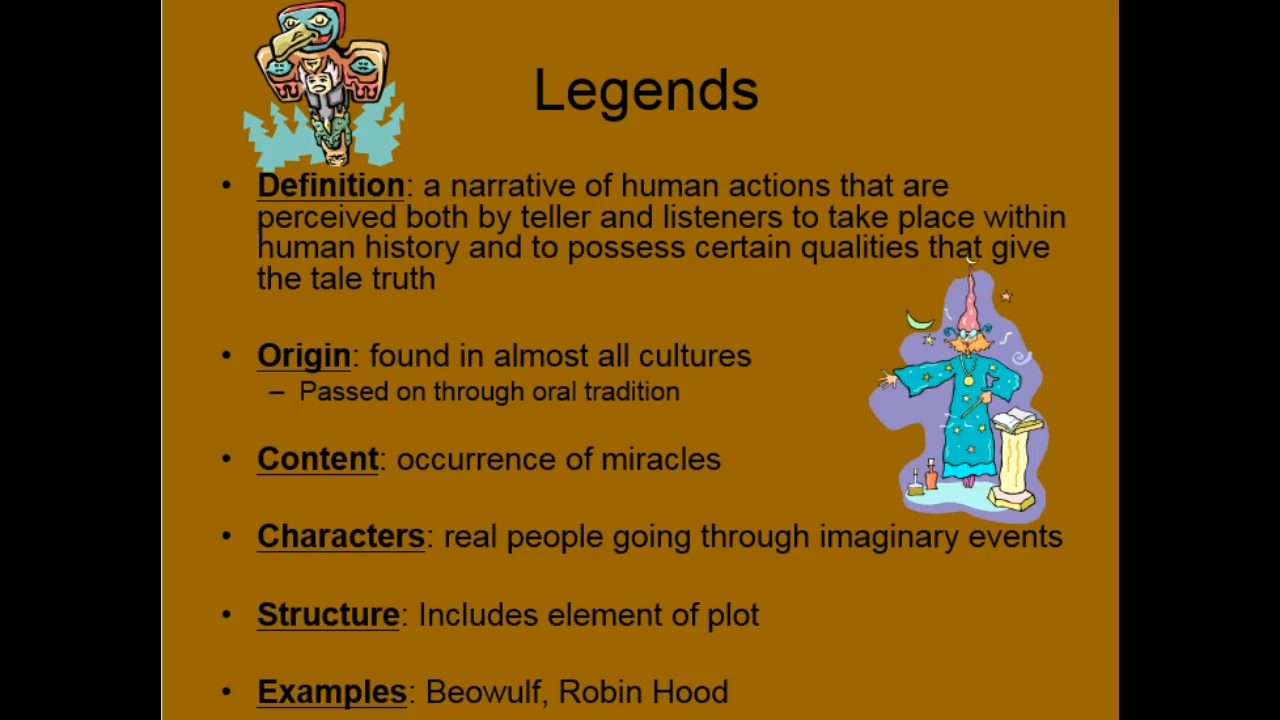 Legends
• Definition: a narrative of human actions that are
perceived both by teller and listeners to take place within
human history and to possess certain qualities that give
the tale truth
• Origin: found in almost all cultures
– Passed on through oral tradition
• Content: occurrence of miracles
• Characters: real people going through imaginary events
• Structure: Includes element of plot
• Examples: Beowulf, Robin Hood